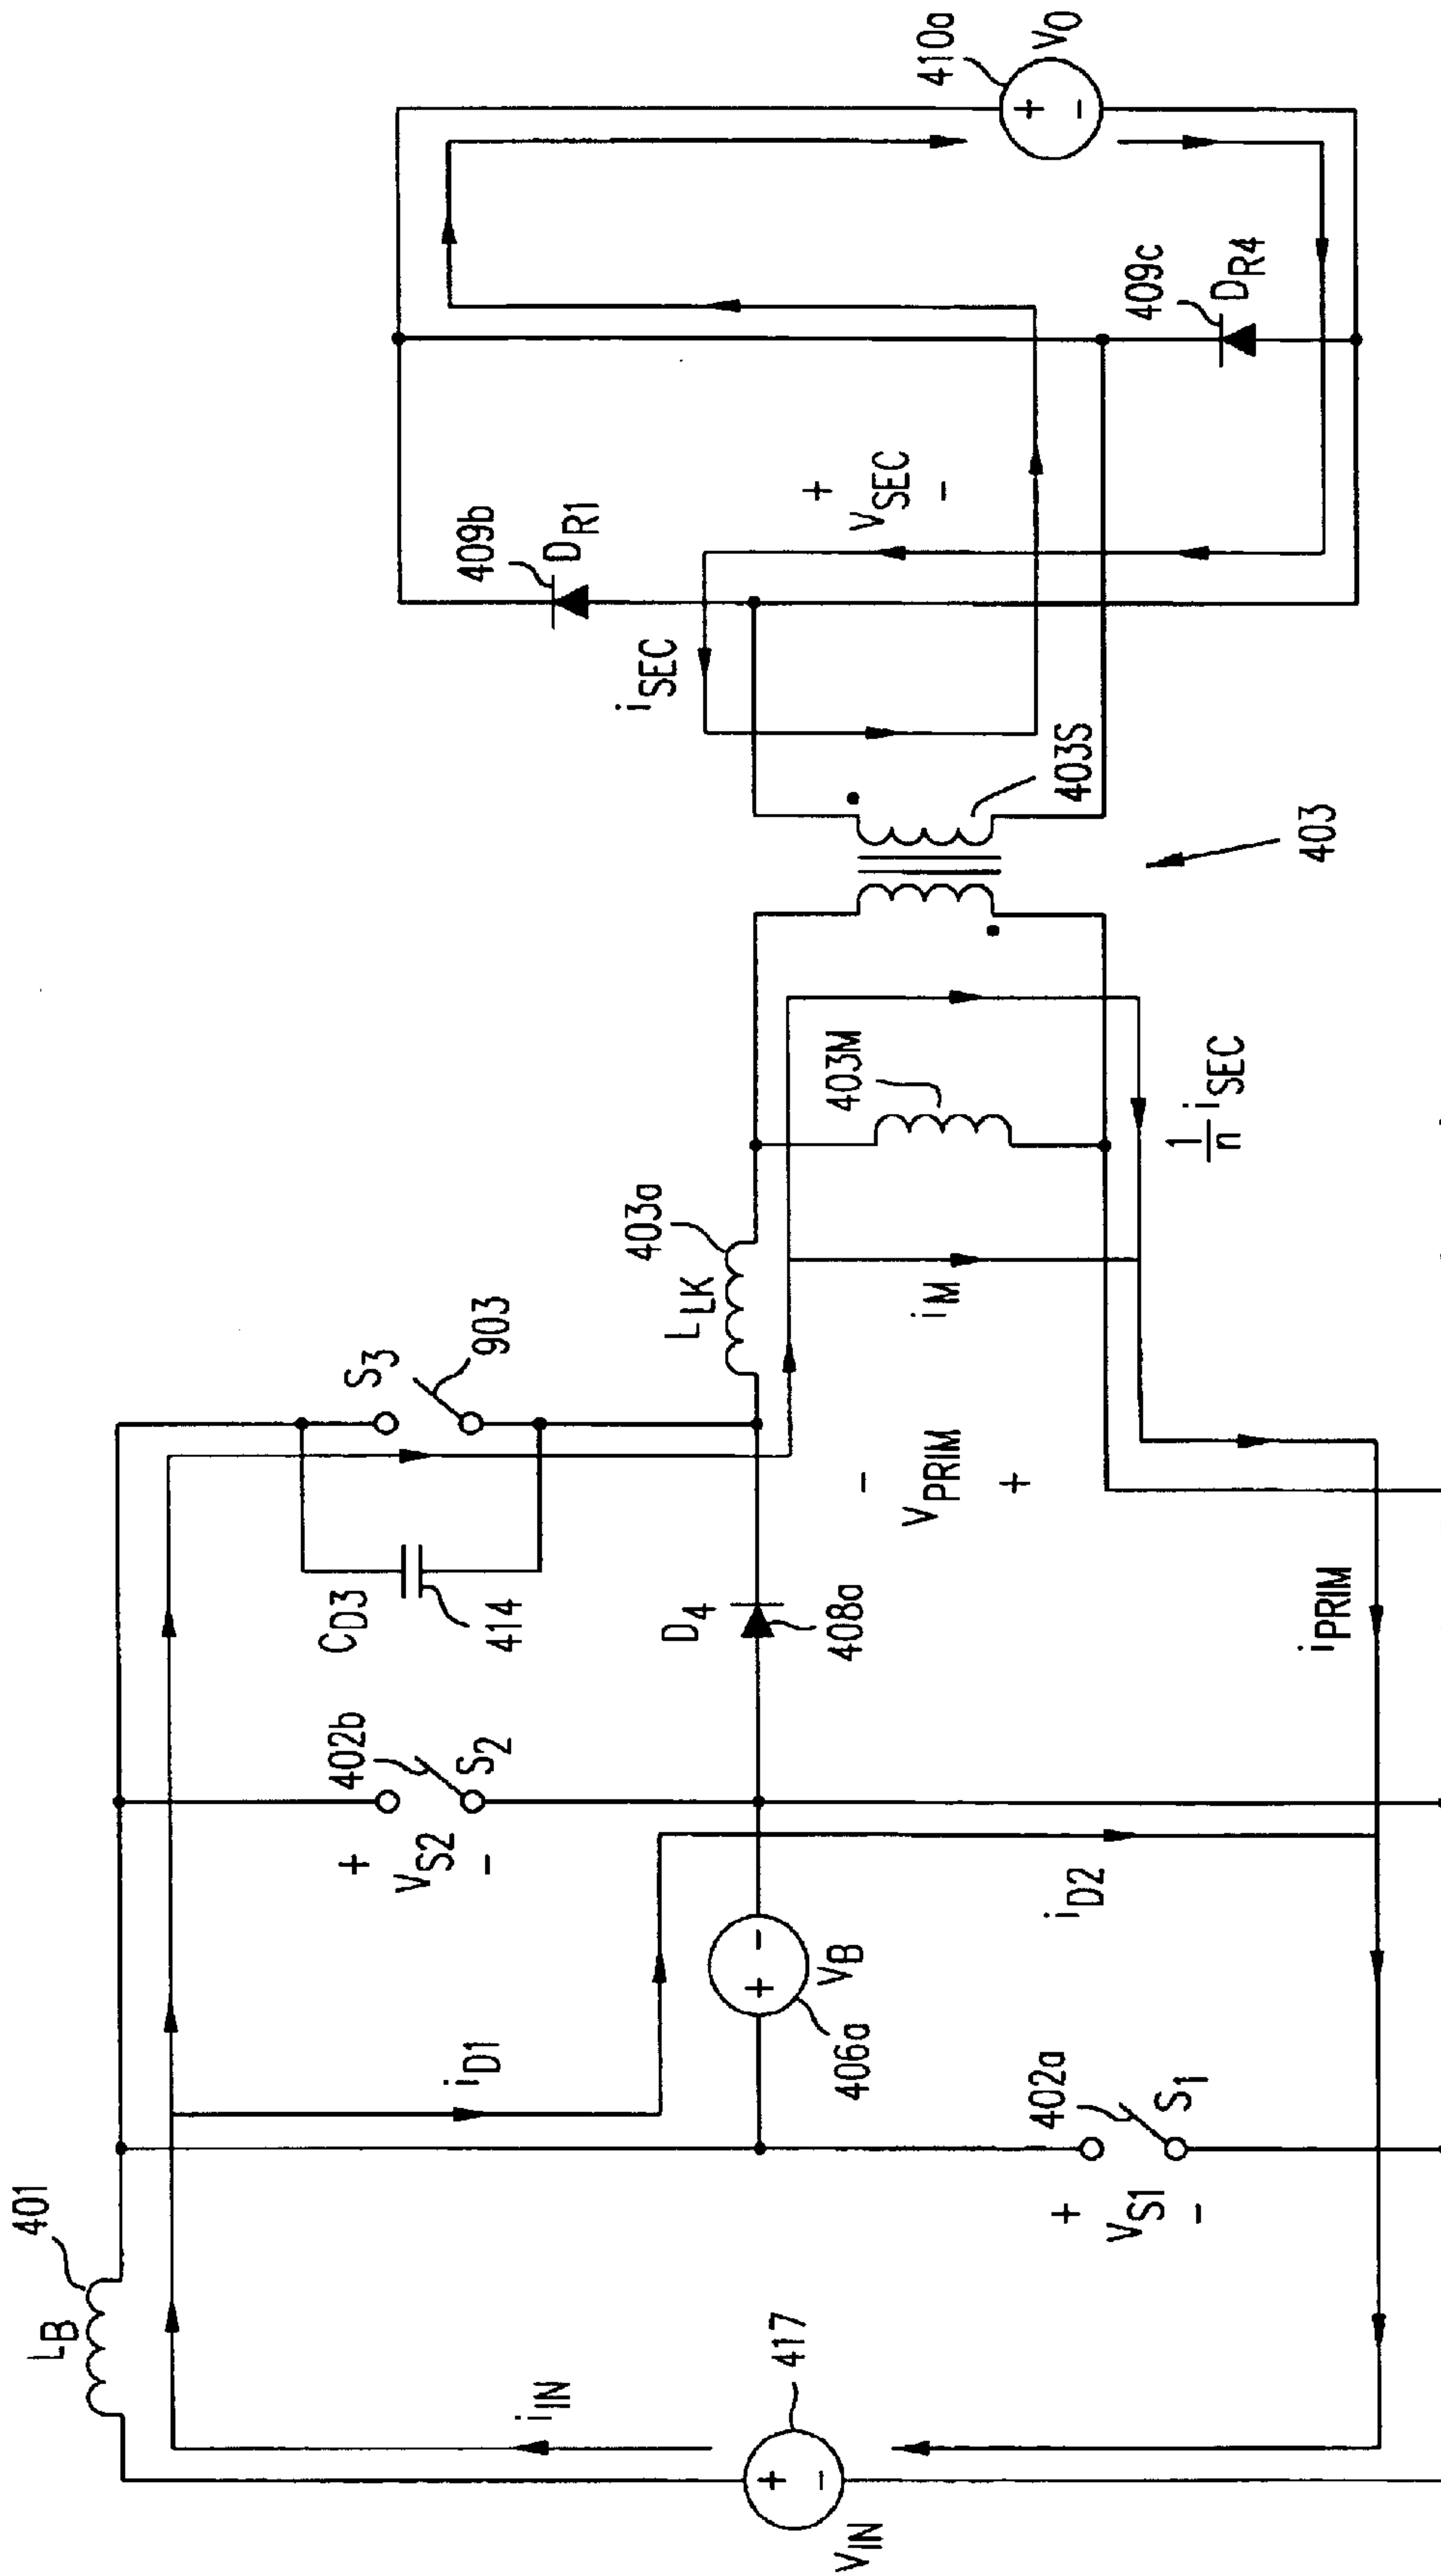 401
L_B
i_IN
417
V_IN
+
-
i_D1
402a
+
V_S1
-
S_1
406a
+ -
V_B
402b
+
V_S2
-
S_2
i_D2
C_D3
414
S_3
903
D_4
408a
L_LK
403a
-
V_PRIM
+
i_PRIM
i_M
403M
1/n i_SEC
403
403S
i_SEC
409b
D_R1
+
V_SEC
-
409c
D_R4
410a
+
-
V_O